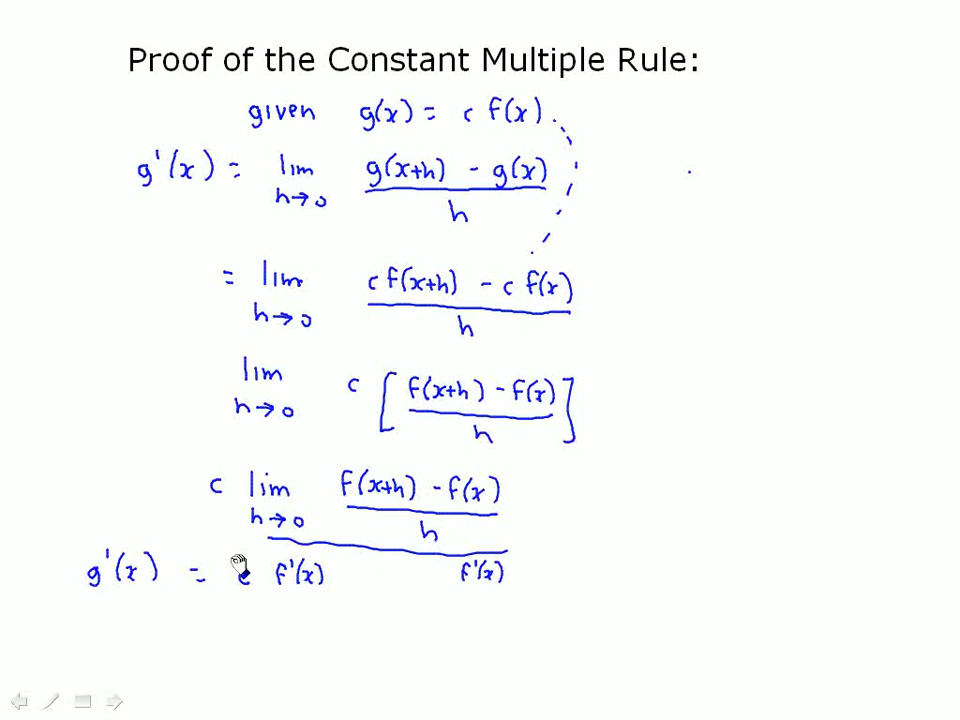 Proof of the Constant Multiple Rule:
given g(x) = c f(x)
g'(x) = lim g(x+h) - g(x)
h→0 h
= lim c f(x+h) - c f(x)
h→0 h
lim c [ f(x+h) - f(x) ]
h→0 h
c lim f(x+h) - f(x)
h→0 h
g'(x) = c f'(x) f'(x)